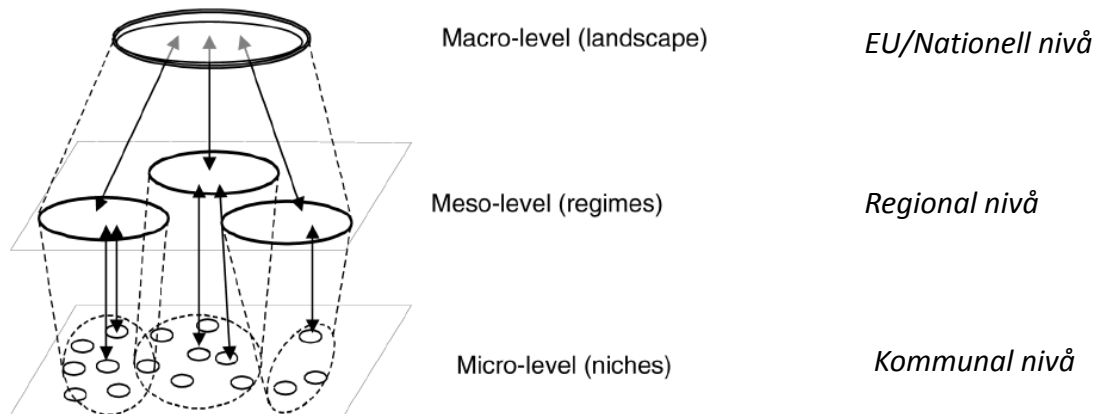 Macro-level (landscape) EU/Nationell nivå
Meso-level (regimes) Regional nivå
Micro-level (niches) Kommunal nivå